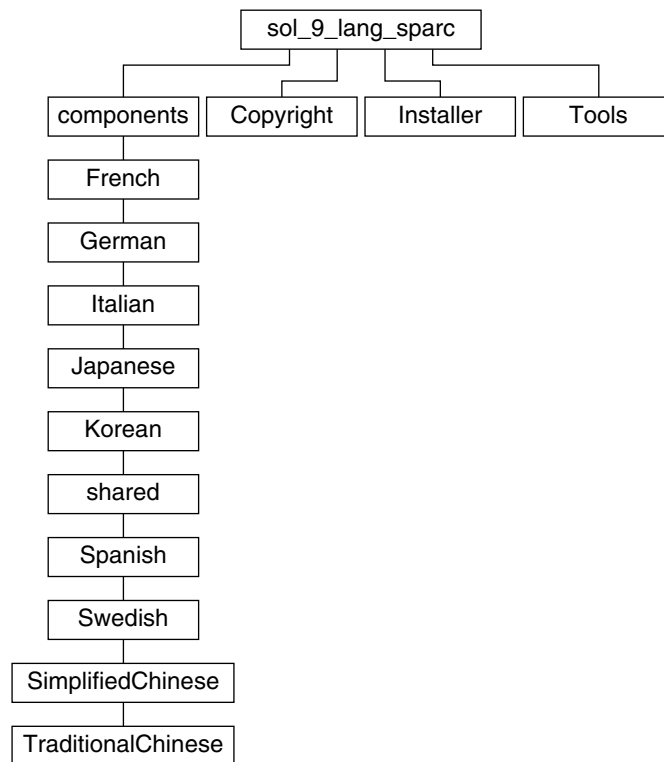 sol_9_lang_sparc
components
Copyright
Installer
Tools
French
German
Italian
Japanese
Korean
shared
Spanish
Swedish
SimplifiedChinese
TraditionalChinese